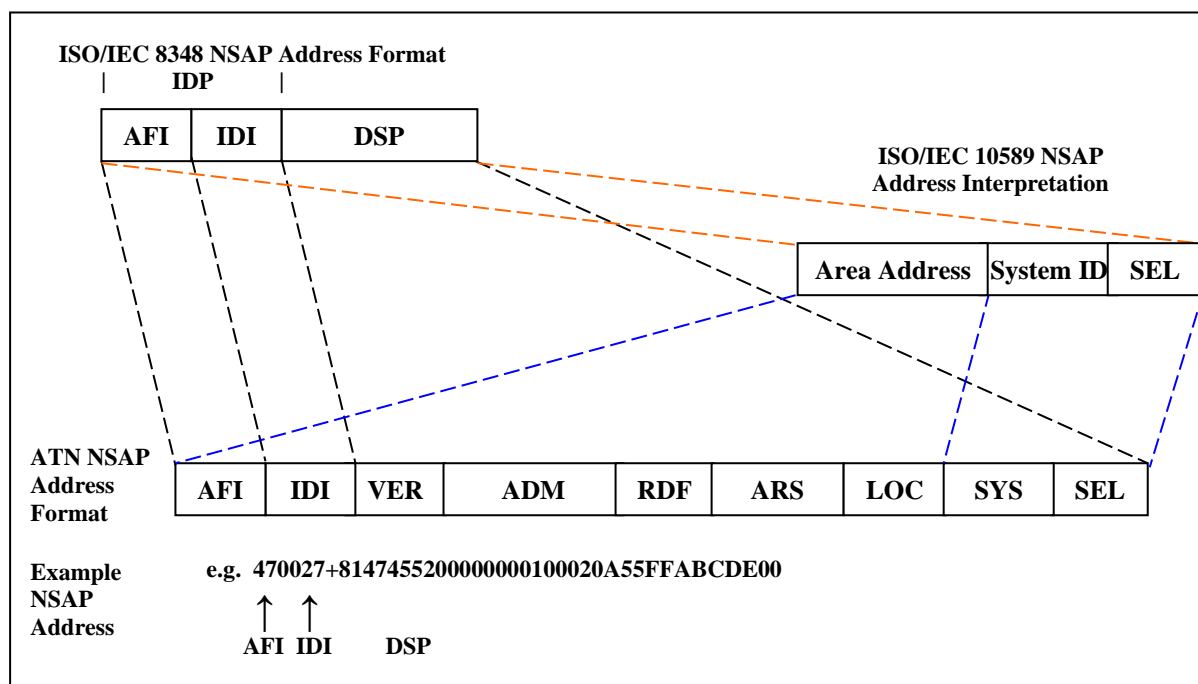 ISO/IEC 8348 NSAP Address Format
| IDP |
AFI IDI DSP
ISO/IEC 10589 NSAP
Address Interpretation
Area Address System ID SEL
ATN NSAP
Address
Format
AFI IDI VER ADM RDF ARS LOC SYS SEL
Example
NSAP
Address
e.g. 470027+81474552000000000100020A55FFABCDE00
↑ ↑
AFI IDI DSP